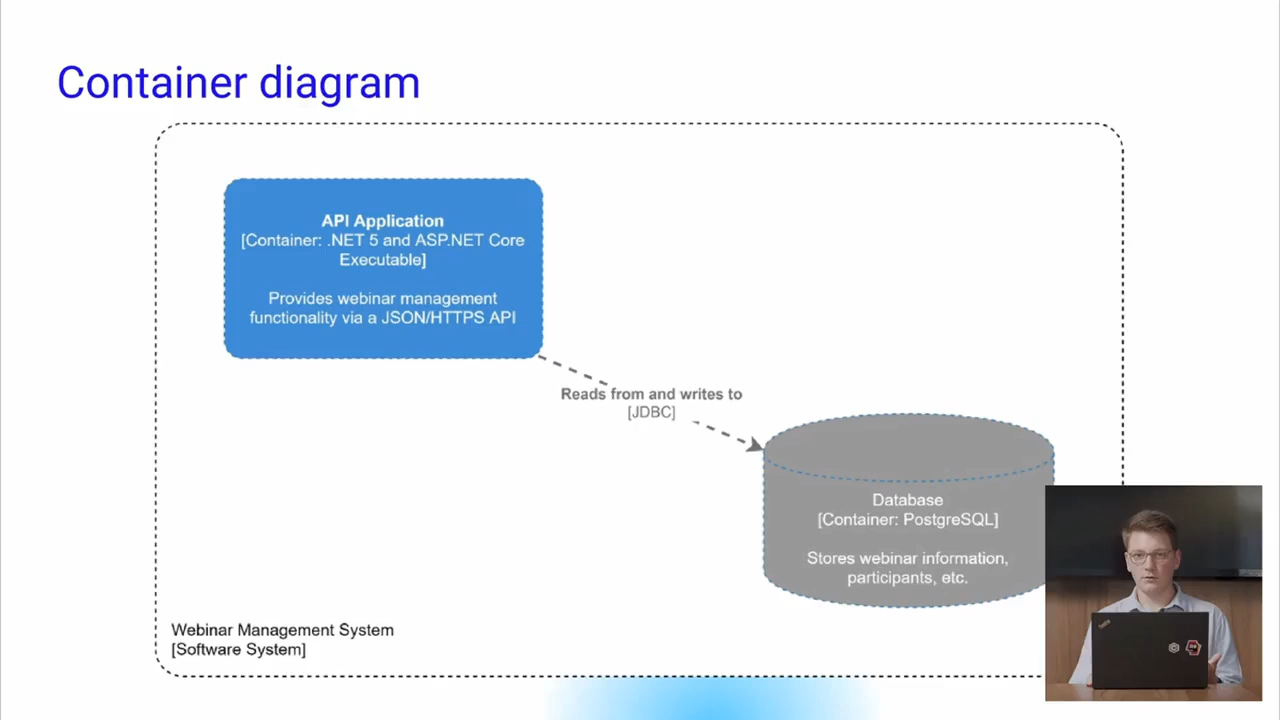 Container diagram
API Application
[Container: .NET 5 and ASP.NET Core
Executable]
Provides webinar management
functionality via a JSON/HTTPS API
Reads from and writes to
[JDBC]
Database
[Container: PostgreSQL]
Stores webinar information,
participants, etc.
Webinar Management System
[Software System]